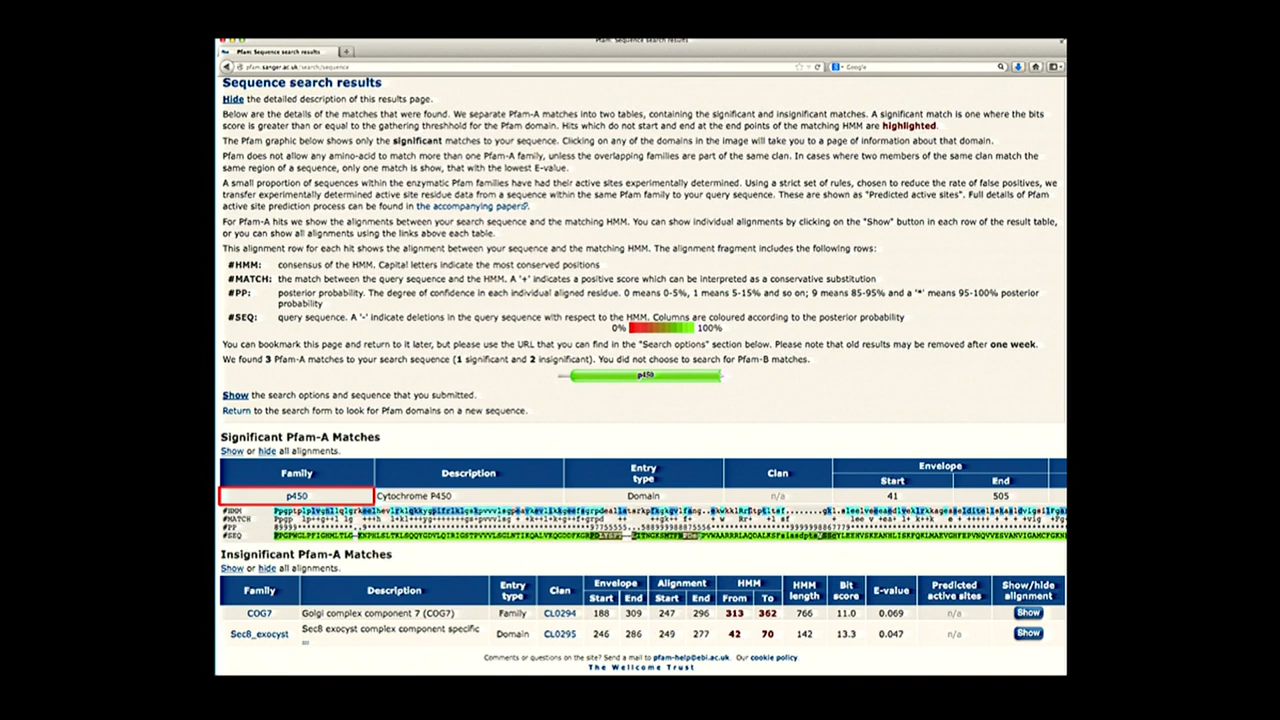 Pfam: Sequence search results
Pfam: Sequence search results
pfam.sanger.ac.uk/search/sequence
Google
Sequence search results
Hide the detailed description of this results page.
Below are the details of the matches that were found. We separate Pfam-A matches into two tables, containing the significant and insignificant matches. A significant match is one where the bits
score is greater than or equal to the gathering threshhold for the Pfam domain. Hits which do not start and end at the end points of the matching HMM are highlighted.
The Pfam graphic below shows only the significant matches to your sequence. Clicking on any of the domains in the image will take you to a page of information about that domain.
Pfam does not allow any amino-acid to match more than one Pfam-A family, unless the overlapping families are part of the same clan. In cases where two members of the same clan match the
same region of a sequence, only one match is show, that with the lowest E-value.
A small proportion of sequences within the enzymatic Pfam families have had their active sites experimentally determined. Using a strict set of rules, chosen to reduce the rate of false positives, we
transfer experimentally determined active site residue data from a sequence within the same Pfam family to your query sequence. These are shown as "Predicted active sites". Full details of Pfam
active site prediction process can be found in the accompanying paper.
For Pfam-A hits we show the alignments between your search sequence and the matching HMM. You can show individual alignments by clicking on the "Show" button in each row of the result table,
or you can show all alignments using the links above each table.
This alignment row for each hit shows the alignment between your sequence and the matching HMM. The alignment fragment includes the following rows:
#HMM: consensus of the HMM. Capital letters indicate the most conserved positions
#MATCH: the match between the query sequence and the HMM. A '+' indicates a positive score which can be interpreted as a conservative substitution
#PP: posterior probability. The degree of confidence in each individual aligned residue. 0 means 0-5%, 1 means 5-15% and so on; 9 means 85-95% and a '*' means 95-100% posterior
probability
#SEQ: query sequence. A '-' indicate deletions in the query sequence with respect to the HMM. Columns are coloured according to the posterior probability
0% 100%
You can bookmark this page and return to it later, but please use the URL that you can find in the "Search options" section below. Please note that old results may be removed after one week.
We found 3 Pfam-A matches to your search sequence (1 significant and 2 insignificant). You did not choose to search for Pfam-B matches.
p450
Show the search options and sequence that you submitted.
Return to the search form to look for Pfam domains on a new sequence.
Significant Pfam-A Matches
Show or hide all alignments.
Family Description Entry type Clan Envelope
Start End
p450 Cytochrome P450 Domain n/a 41 505
#HMM
#MATCH
#PP
#SEQ
Insignificant Pfam-A Matches
Show or hide all alignments.
Family Description Entry type Clan Envelope Alignment HMM HMM length Bit score E-value Predicted active sites Show/hide alignment
Start End Start End From To
COG7 Golgi complex component 7 (COG7) Family CL0294 188 309 247 296 313 362 766 11.0 0.069 n/a Show
Sec8_exocyst Sec8 exocyst complex component specific ... Domain CL0295 246 286 249 277 42 70 142 13.3 0.047 n/a Show
Comments or questions on the site? Send a mail to pfam-help@ebi.ac.uk. Our cookie policy.
The Wellcome Trust